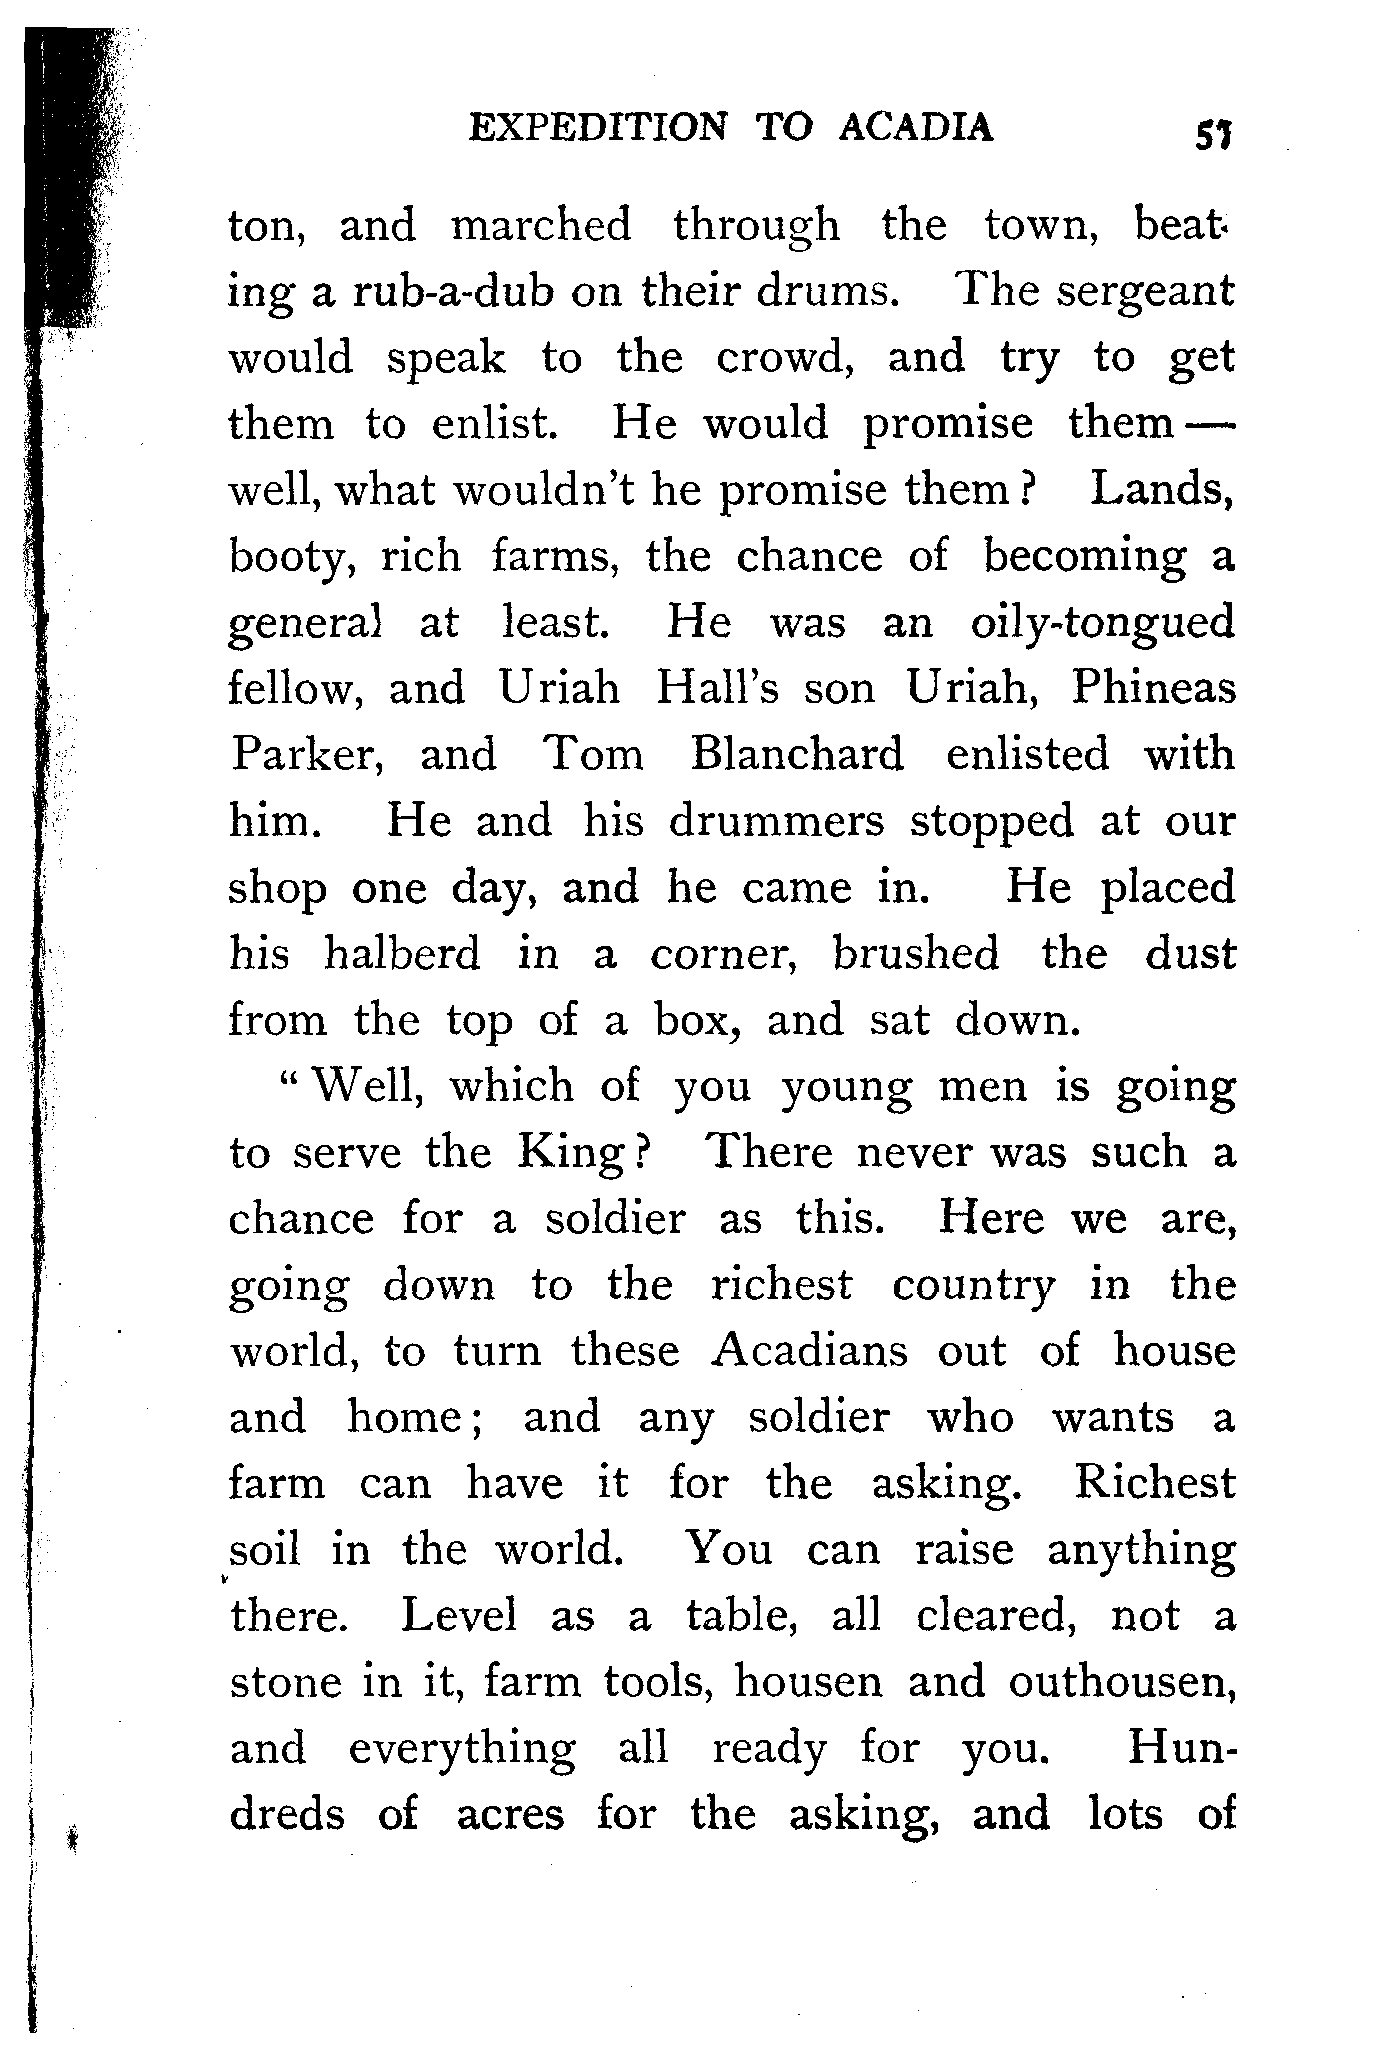 EXPEDITION TO ACADIA 57
ton, and marched through the town, beat-
ing a rub-a-dub on their drums. The sergeant
would speak to the crowd, and try to get
them to enlist. He would promise them—
well, what wouldn't he promise them? Lands,
booty, rich farms, the chance of becoming a
general at least. He was an oily-tongued
fellow, and Uriah Hall's son Uriah, Phineas
Parker, and Tom Blanchard enlisted with
him. He and his drummers stopped at our
shop one day, and he came in. He placed
his halberd in a corner, brushed the dust
from the top of a box, and sat down.
"Well, which of you young men is going
to serve the King? There never was such a
chance for a soldier as this. Here we are,
going down to the richest country in the
world, to turn these Acadians out of house
and home; and any soldier who wants a
farm can have it for the asking. Richest
soil in the world. You can raise anything
there. Level as a table, all cleared, not a
stone in it, farm tools, housen and outhousen,
and everything all ready for you. Hun-
dreds of acres for the asking, and lots of